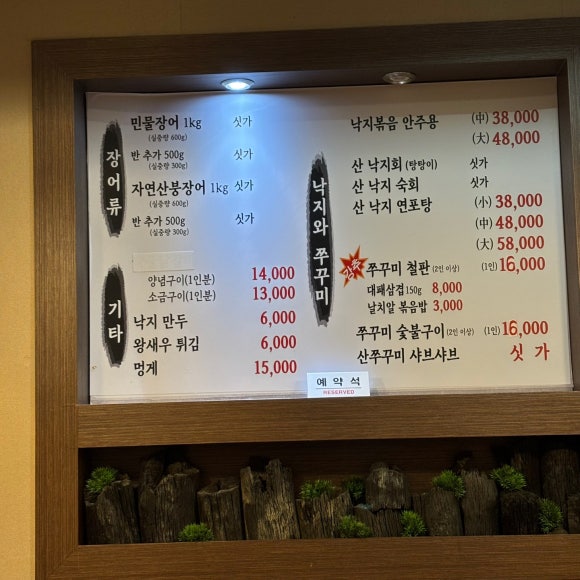 장어류
민물장어 1kg 싯가
(실중량 600g)
반 추가 500g 싯가
(실중량 300g)
자연산붕장어 1kg 싯가
(실중량 600g)
반 추가 500g 싯가
(실중량 300g)
기타
양념구이(1인분) 14,000
소금구이(1인분) 13,000
낙지 만두 6,000
왕새우 튀김 6,000
멍게 15,000
낙지와 쭈꾸미
낙지볶음 안주용 (中) 38,000
(大) 48,000
산 낙지회 (탕탕이) 싯가
산 낙지 숙회 싯가
산 낙지 연포탕 (小) 38,000
(中) 48,000
(大) 58,000
쭈꾸미 철판 (2인 이상) (1인) 16,000
대패삼겹 150g 8,000
날치알 볶음밥 3,000
쭈꾸미 숯불구이 (2인 이상) (1인) 16,000
산쭈꾸미 샤브샤브 싯 가
예 약 석
RESERVED